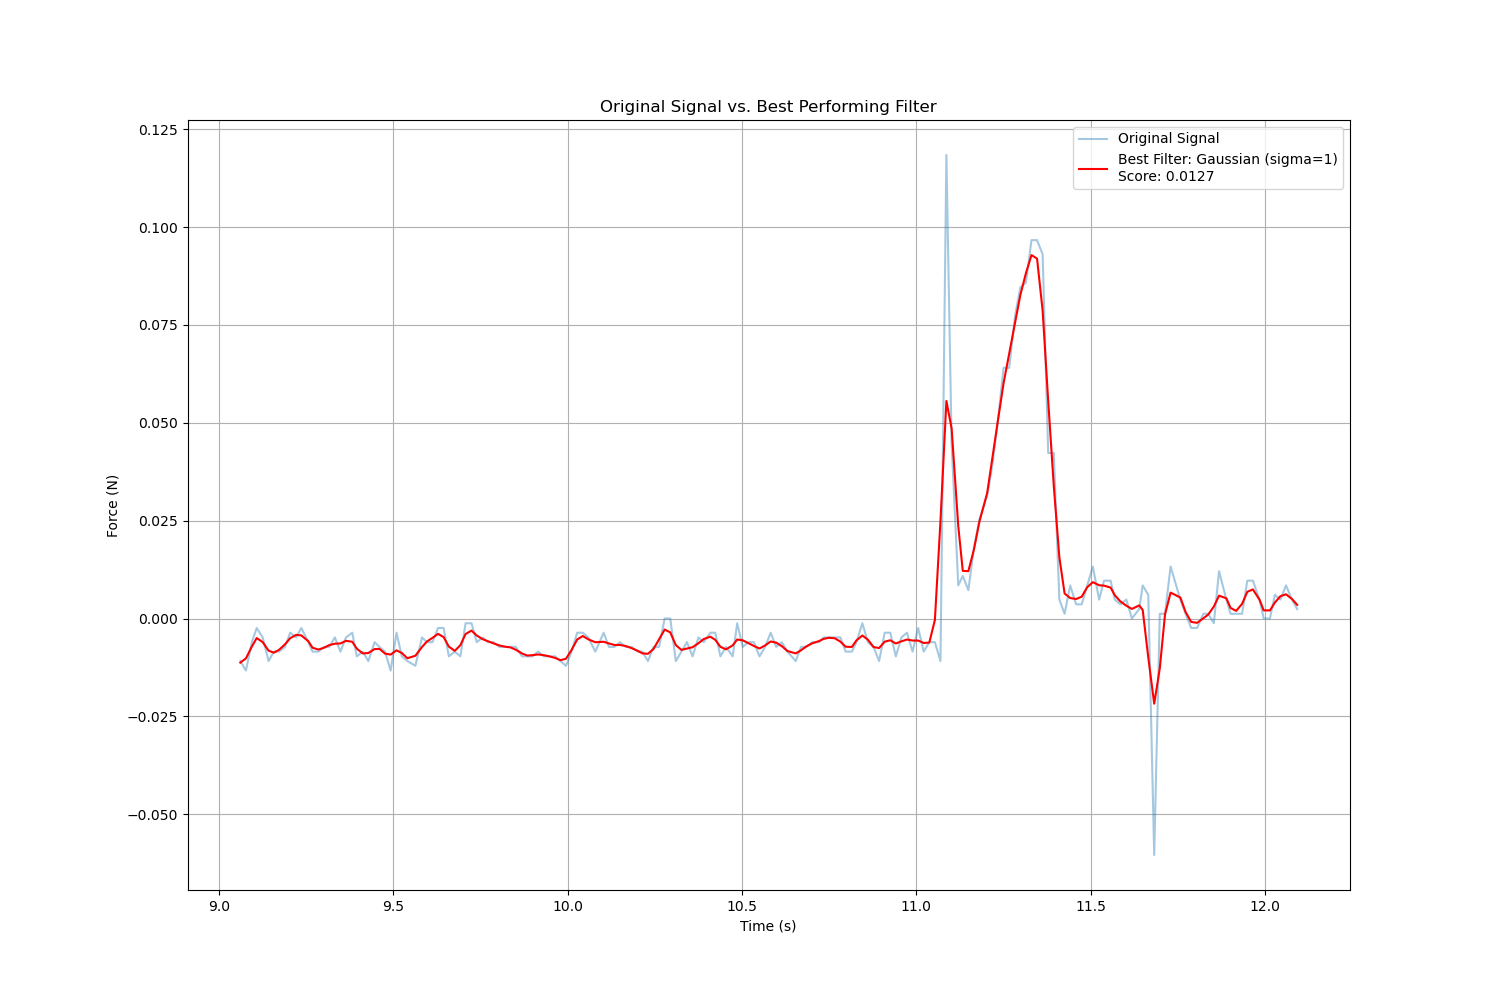 Original Signal vs. Best Performing Filter
Original Signal
Best Filter: Gaussian (sigma=1)
Score: 0.0127
0.125
0.100
0.075
0.050
0.025
0.000
−0.025
−0.050
Force (N)
9.0 9.5 10.0 10.5 11.0 11.5 12.0
Time (s)